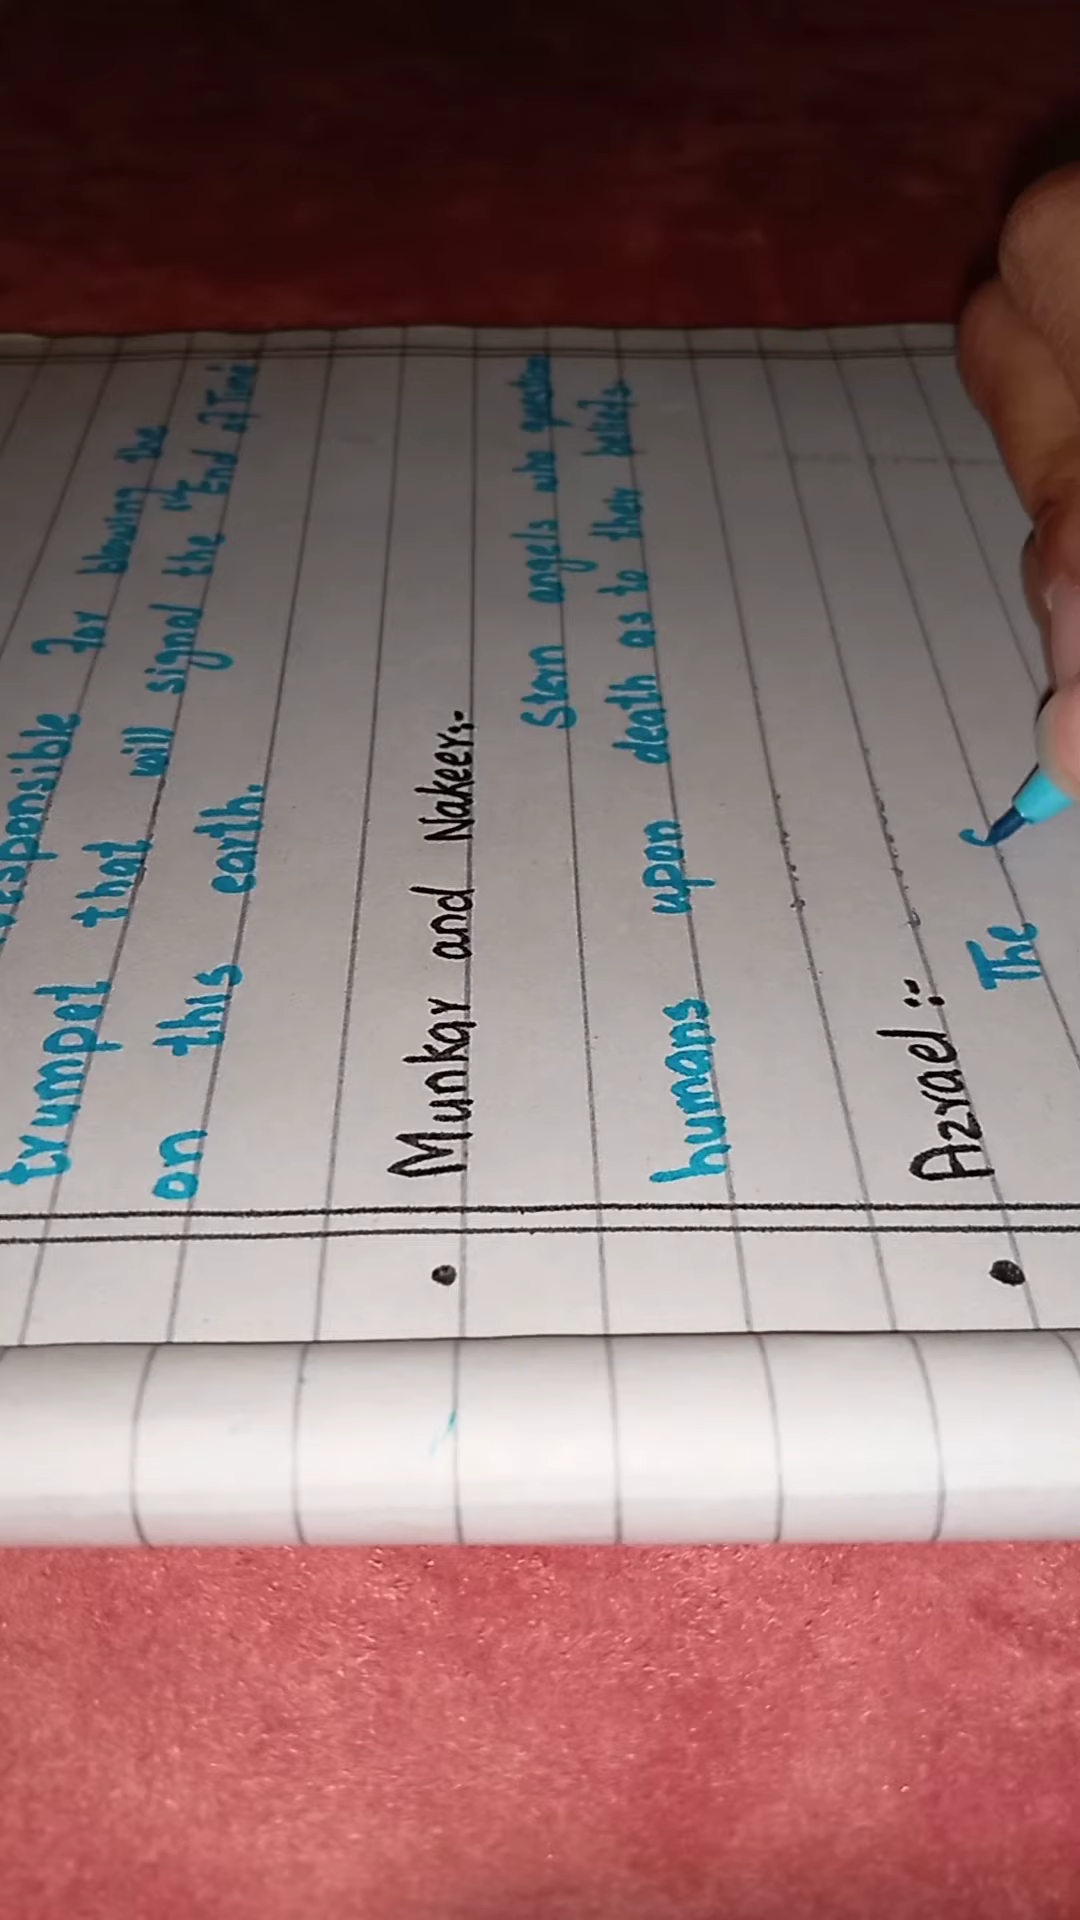 responsible for blowing the
trumpet that will signal the "End of Time
on this earth.
Munkar and Nakeer:-
Stern angels who question
humans upon death as to their beliefs
Azrael :-
The